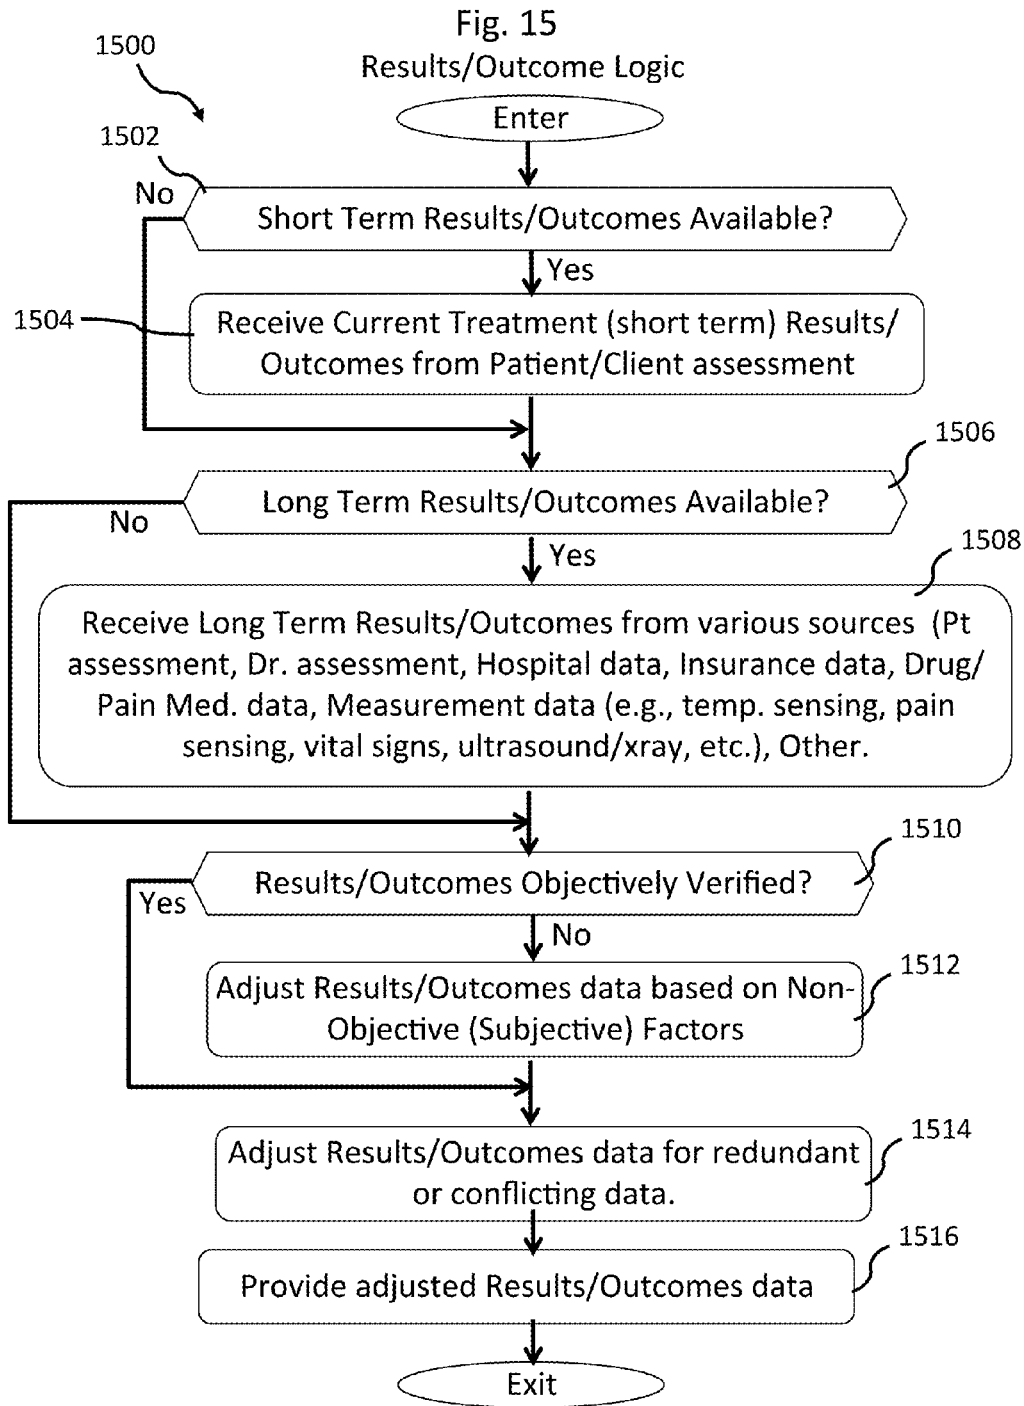 Fig. 15
1500
Results/Outcome Logic
Enter
1502
No
Short Term Results/Outcomes Available?
Yes
1504
Receive Current Treatment (short term) Results/
Outcomes from Patient/Client assessment
1506
Long Term Results/Outcomes Available?
No
Yes
1508
Receive Long Term Results/Outcomes from various sources (Pt
assessment, Dr. assessment, Hospital data, Insurance data, Drug/
Pain Med. data, Measurement data (e.g., temp. sensing, pain
sensing, vital signs, ultrasound/xray, etc.), Other.
1510
Results/Outcomes Objectively Verified?
Yes
No
1512
Adjust Results/Outcomes data based on Non-
Objective (Subjective) Factors
1514
Adjust Results/Outcomes data for redundant
or conflicting data.
1516
Provide adjusted Results/Outcomes data
Exit